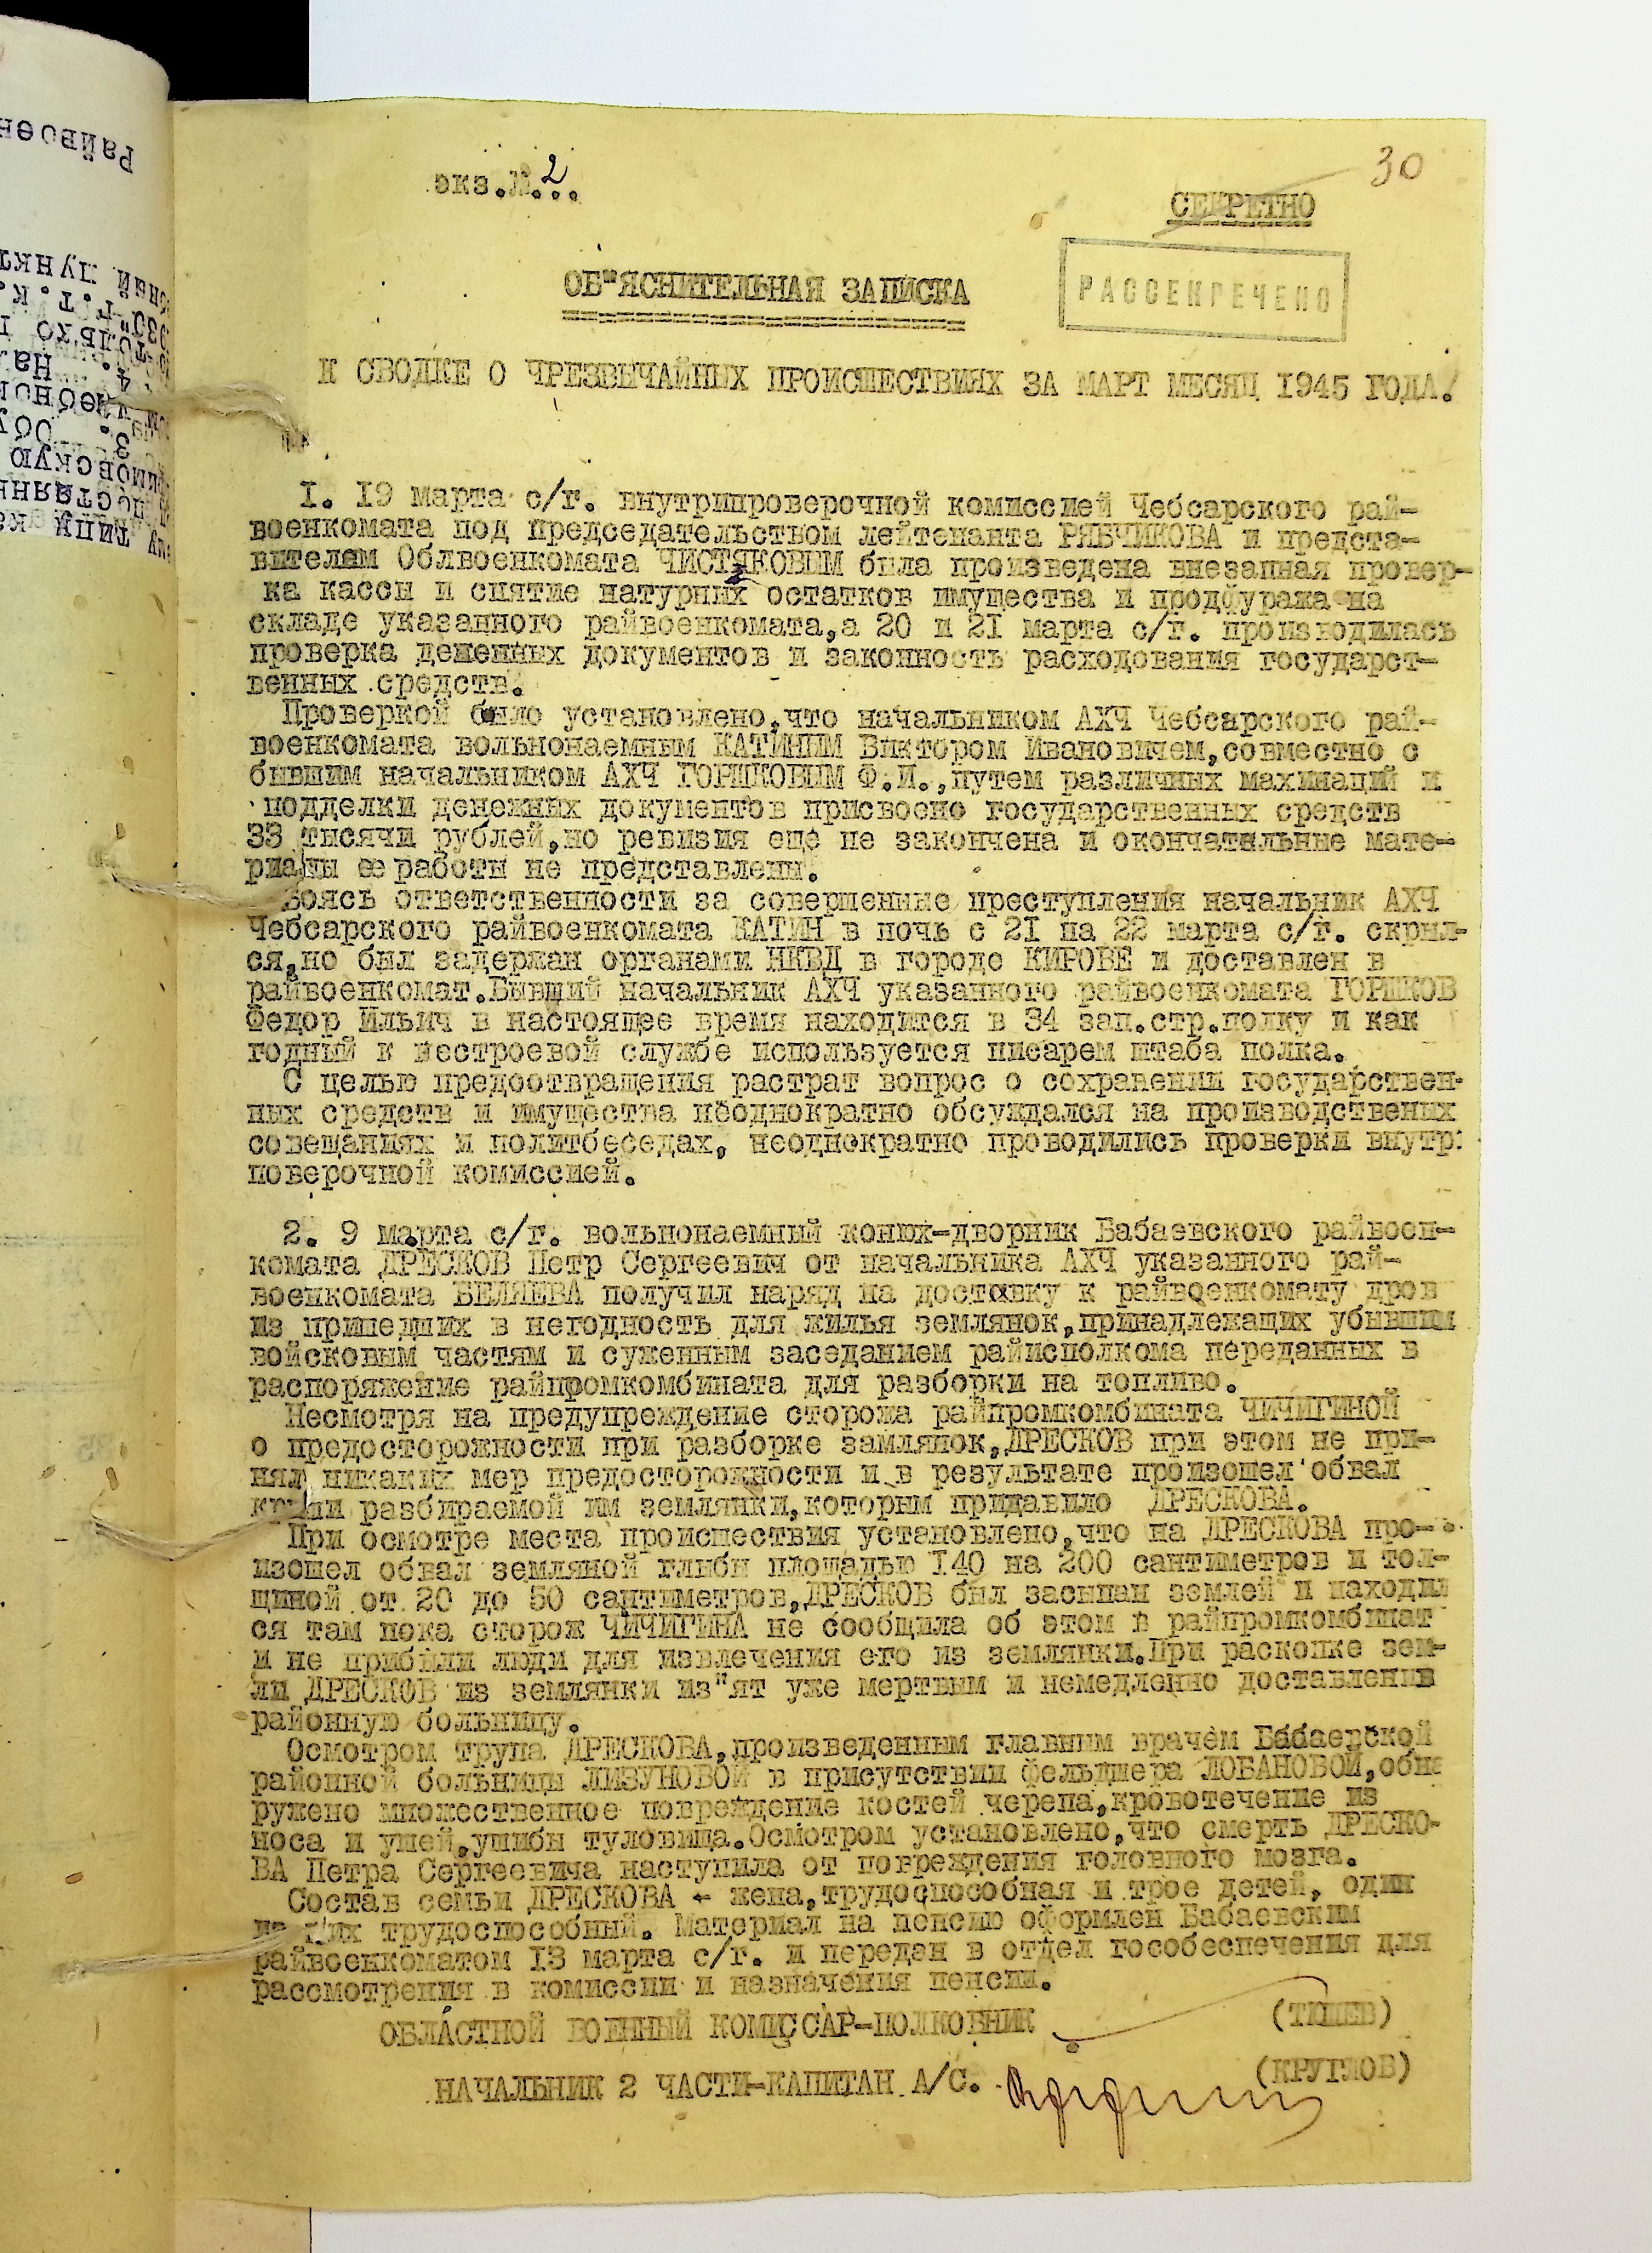 30
экз.№.2..
СЕКРЕТНО
РАССЕКРЕЧЕНО
ОБ"ЯСНИТЕЛЬНАЯ ЗАПИСКА
К СВОДКЕ О ЧРЕЗВЫЧАЙНЫХ ПРОИСШЕСТВИЯХ ЗА МАРТ МЕСЯЦ 1945 ГОДА.
I. I9 марта с/г. внутрипроверочной комиссией Чебсарского рай-
военкомата под председательством лейтенанта РЯБЧИКОВА и предста-
вителем Облвоенкомата ЧИСТЯКОВЫМ была произведена внезапная провер-
ка кассы и снятие натурных остатков имущества и продфуража на
складе указанного райвоенкомата,а 20 и 2I марта с/г. производилась
проверка денежных документов и законность расходования государст-
венных средств.
Проверкой было установлено,что начальником АХЧ Чебсарского рай-
военкомата вольнонаемным КАТИНЫМ Виктором Ивановичем,совместно с
бывшим начальником АХЧ ГОРШКОВЫМ Ф.И.,путем различных махинаций и
подделки денежных документов присвоено государственных средств
33 тысячи рублей,но ревизия еще не закончена и окончательные мате-
риалы ее работы не представлены.
Боясь ответственности за совершенные преступления начальник АХЧ
Чебсарского райвоенкомата КАТИН в ночь с 2I на 22 марта с/г. скрыл-
ся,но был задержан органами НКВД в городе КИРОВЕ и доставлен в
райвоенкомат.Бывший начальник АХЧ указанного райвоенкомата ГОРШКОВ
Федор Ильич в настоящее время находится в 34 зап.стр.полку и как
годный к нестроевой службе используется писарем штаба полка.
С целью предоотвращения растрат вопрос о сохранении государствен-
ных средств и имущества неоднократно обсуждался на производственых
совещаниях и политбеседах, неоднократно проводились проверки внутри
поверочной комиссией.
2. 9 марта с/г. вольнонаемный конюх-дворник Бабаевского райвоен-
комата ДРЕСКОВ Петр Сергеевич от начальника АХЧ указанного рай-
военкомата БЕЛЯЕВА получил наряд на доставку к райвоенкомату дров
из пришедших в негодность для жилья землянок,принадлежащих убывшим
войсковым частям и суженным заседанием райисполкома переданных в
распоряжение райпромкомбината для разборки на топливо.
Несмотря на предупреждение сторожа райпромкомбината ЧИЧИГИНОЙ
о предосторожности при разборке замлянок,ДРЕСКОВ при этом не при-
нял никаких мер предосторожности и в результате произошел обвал
крыши разбираемой им землянки,которым придавило ДРЕСКОВА.
При осмотре места происшествия установлено,что на ДРЕСКОВА про-
изошел обвал земляной глыбы площадью I40 на 200 сантиметров и тол-
щиной от 20 до 50 сантиметров,ДРЕСКОВ был засыпан землей и находил
ся там пока сторож ЧИЧИГИНА не сообщила об этом в райпромкомбинат
и не прибыли люди для извлечения его из землянки.При раскопке зем-
ли ДРЕСКОВ из землянки из"ят уже мертвым и немедленно доставлен в
районную больницу.
Осмотром трупа ДРЕСКОВА,произведенным главным врачем Бабаевской
районной больницы ЛИЗУНОВОЙ в присутствии фельдшера ЛОБАНОВОЙ,обна
ружено множественное повреждение костей черепа,кровотечение из
носа и ушей,ушибы туловища.Осмотром установлено,что смерть ДРЕСКО-
ВА Петра Сергеевича наступила от повреждения головного мозга.
Состав семьи ДРЕСКОВА - жена,трудоспособная и трое детей, один
из них трудоспособный. Материал на пенсию оформлен Бабаевским
райвоенкоматом I3 марта с/г. и передан в отдел гособеспечения для
рассмотрения в комиссии и назначения пенсии.
ОБЛАСТНОЙ ВОЕННЫЙ КОМИССАР-ПОЛКОВНИК (ТЯШЕВ)
НАЧАЛЬНИК 2 ЧАСТИ-КАПИТАН А/С. (КРУГЛОВ)